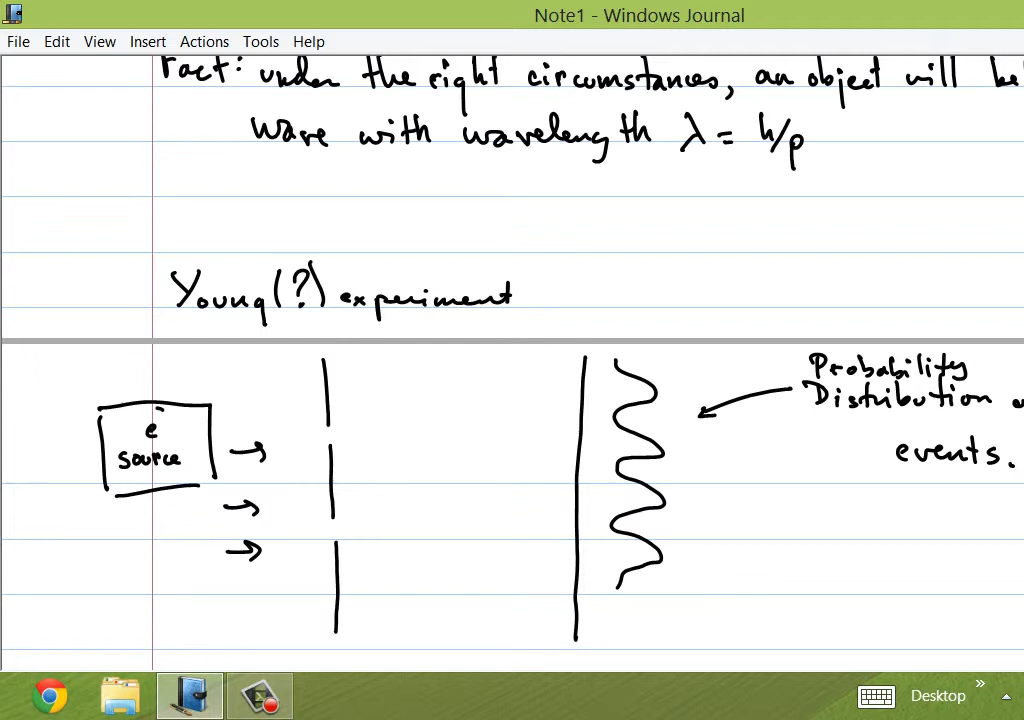 Note1 - Windows Journal
File Edit View Insert Actions Tools Help
Fact: under the right circumstances, an object will be
wave with wavelength λ = h/p
Young(?) experiment
Probability
Distribution
e⁻
source
events.
Desktop